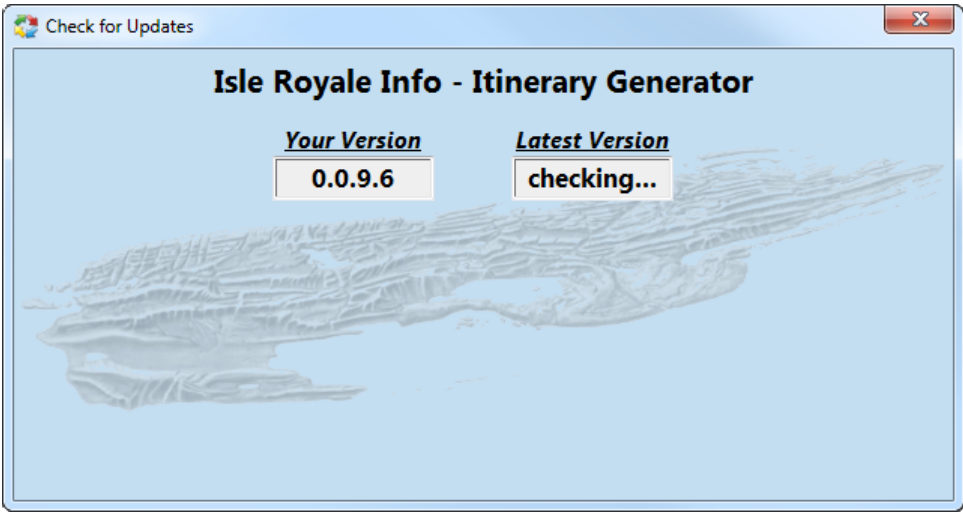 Check for Updates
Isle Royale Info - Itinerary Generator
Your Version Latest Version
0.0.9.6 checking...